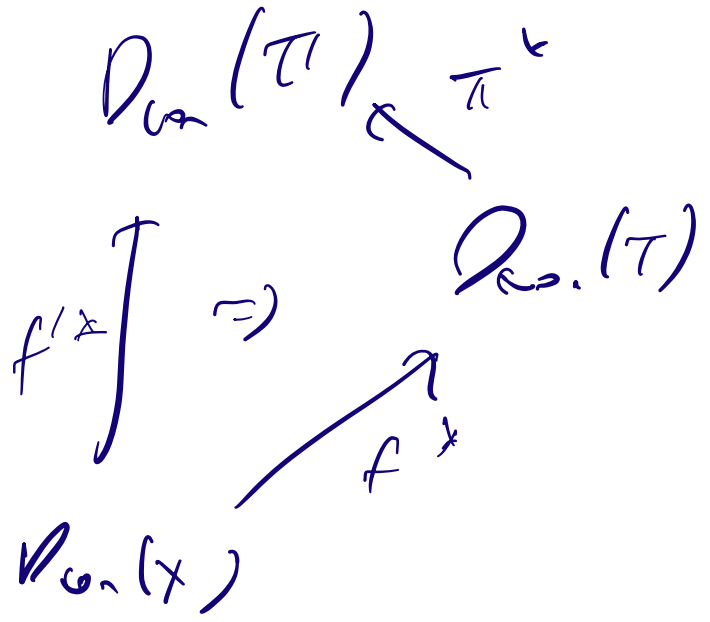 D_con (T') π^*
D_con. (T)
f'^* ⇒
f^*
D_con (X)